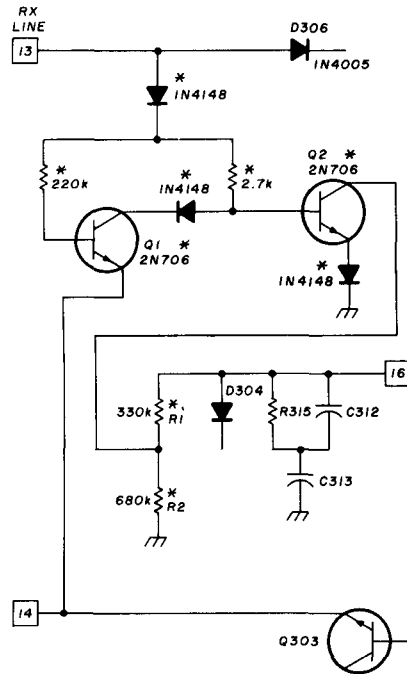 RX
LINE
13
D306
1N4005
*
1N4148
*
220k
*
1N4148
*
2.7k
Q2 *
2N706
Q1 *
2N706
*
1N4148
16
330k * R1
D304
R315
C312
C313
680k * R2
14
Q303